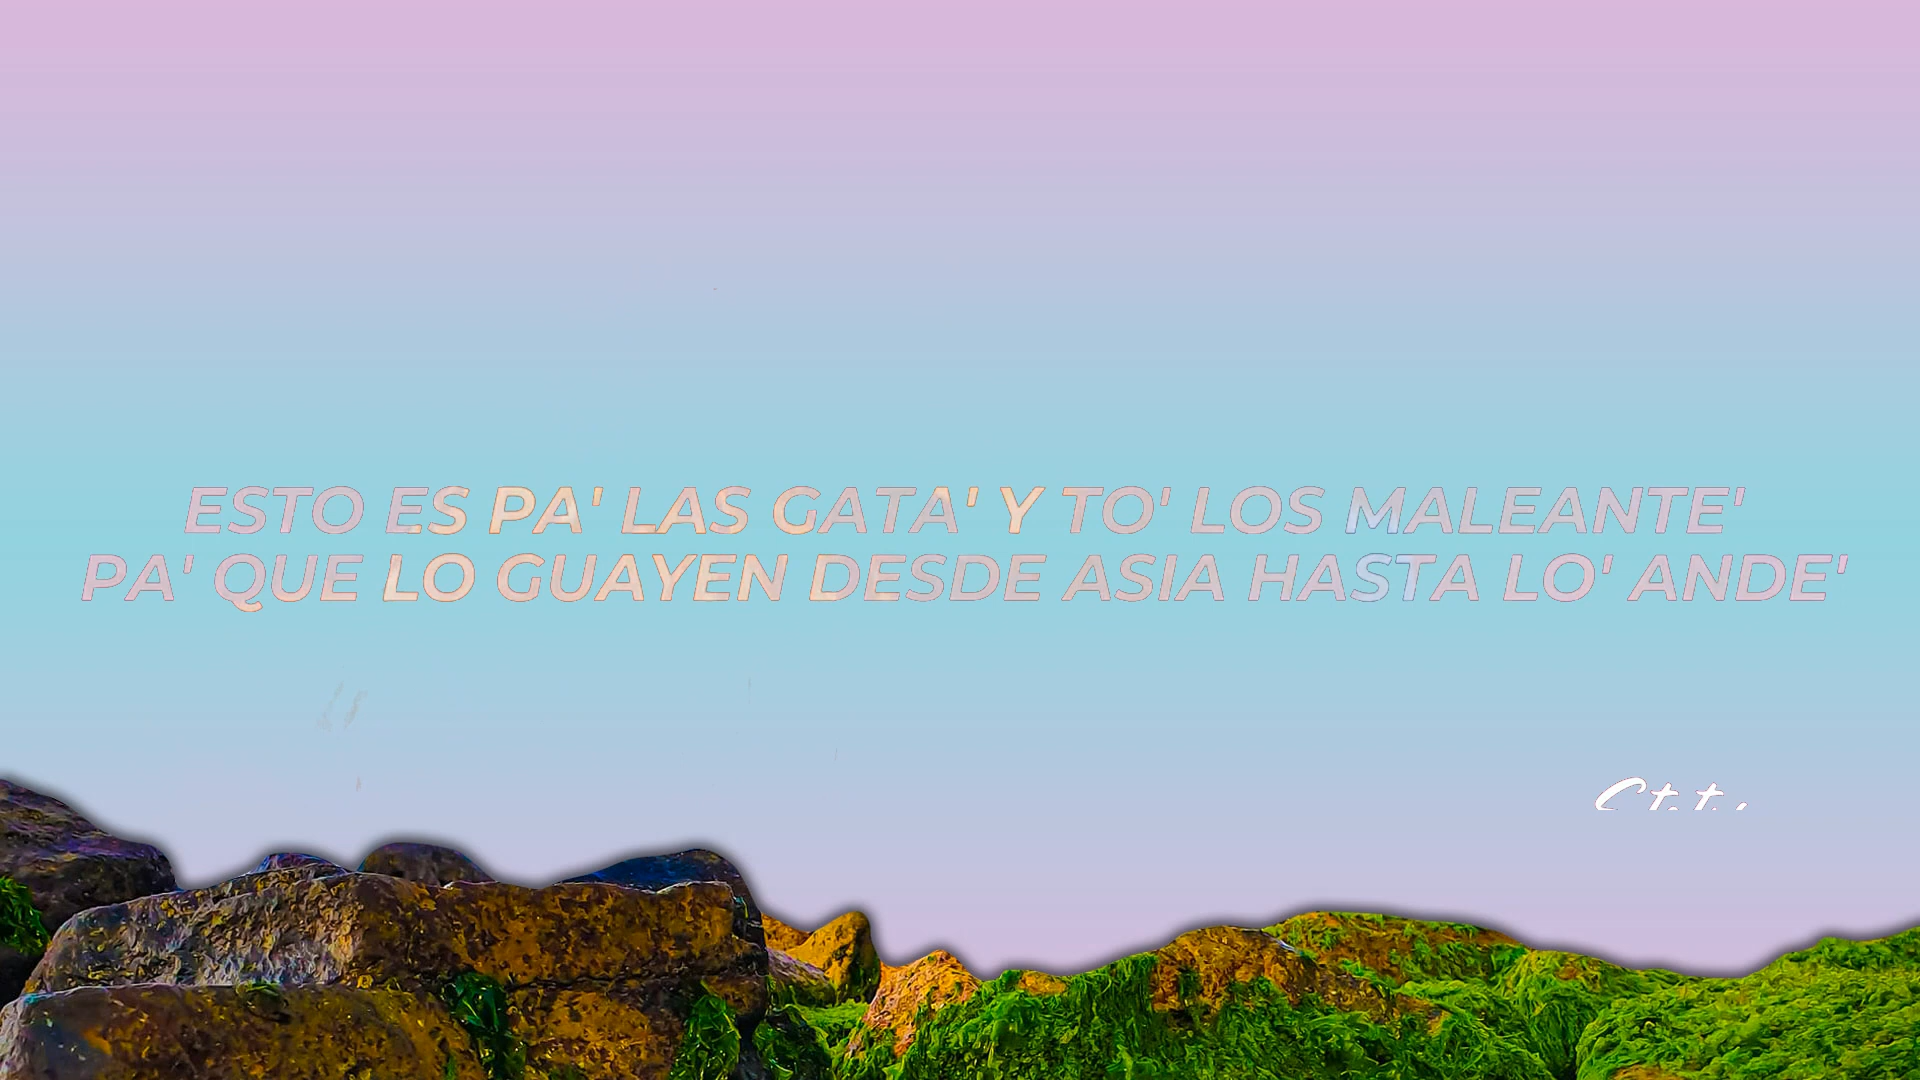 ESTO ES PA' LAS GATA' Y TO' LOS MALEANTE'
PA' QUE LO GUAYEN DESDE ASIA HASTA LO' ANDE'